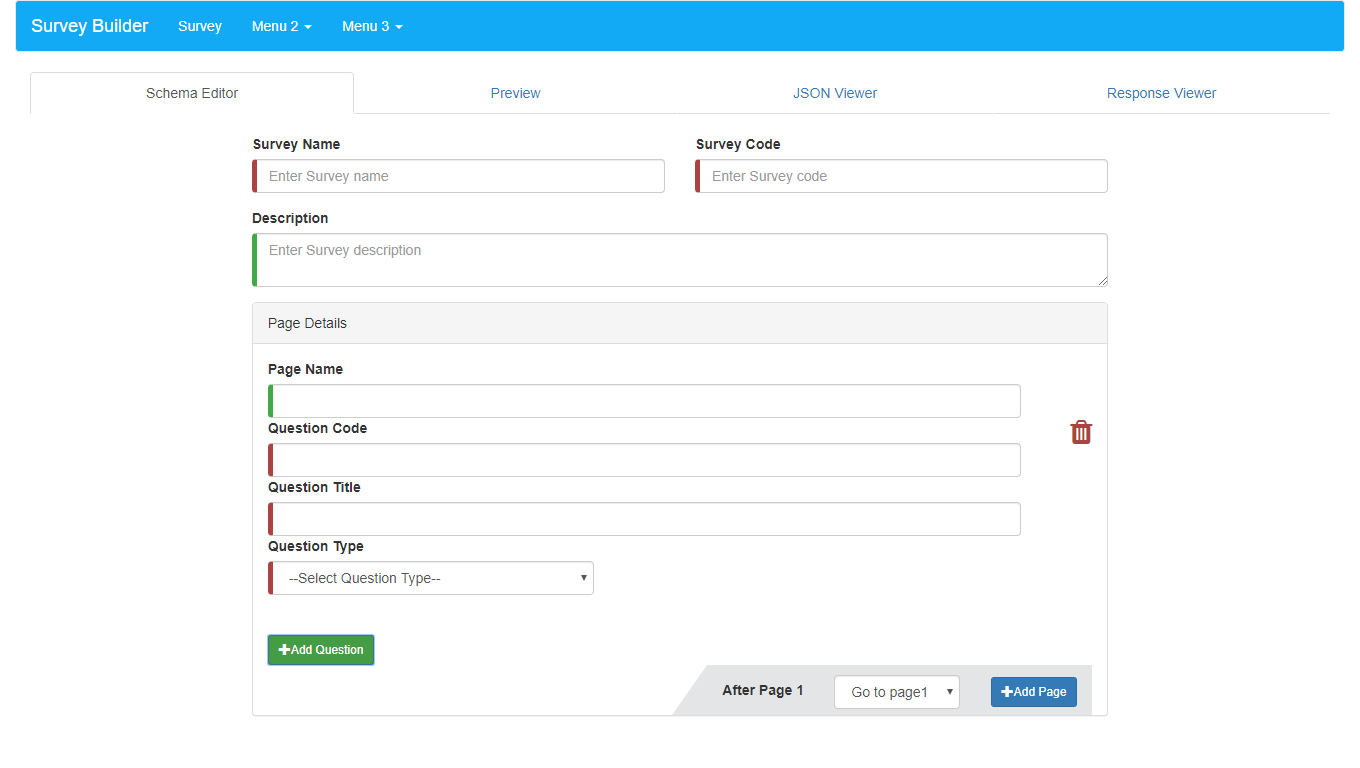 Survey Builder Survey Menu 2 Menu 3
Schema Editor Preview JSON Viewer Response Viewer
Survey Name Survey Code
Enter Survey name Enter Survey code
Description
Enter Survey description
Page Details
Page Name
Question Code
Question Title
Question Type
--Select Question Type--
Add Question
After Page 1 Go to page1 Add Page